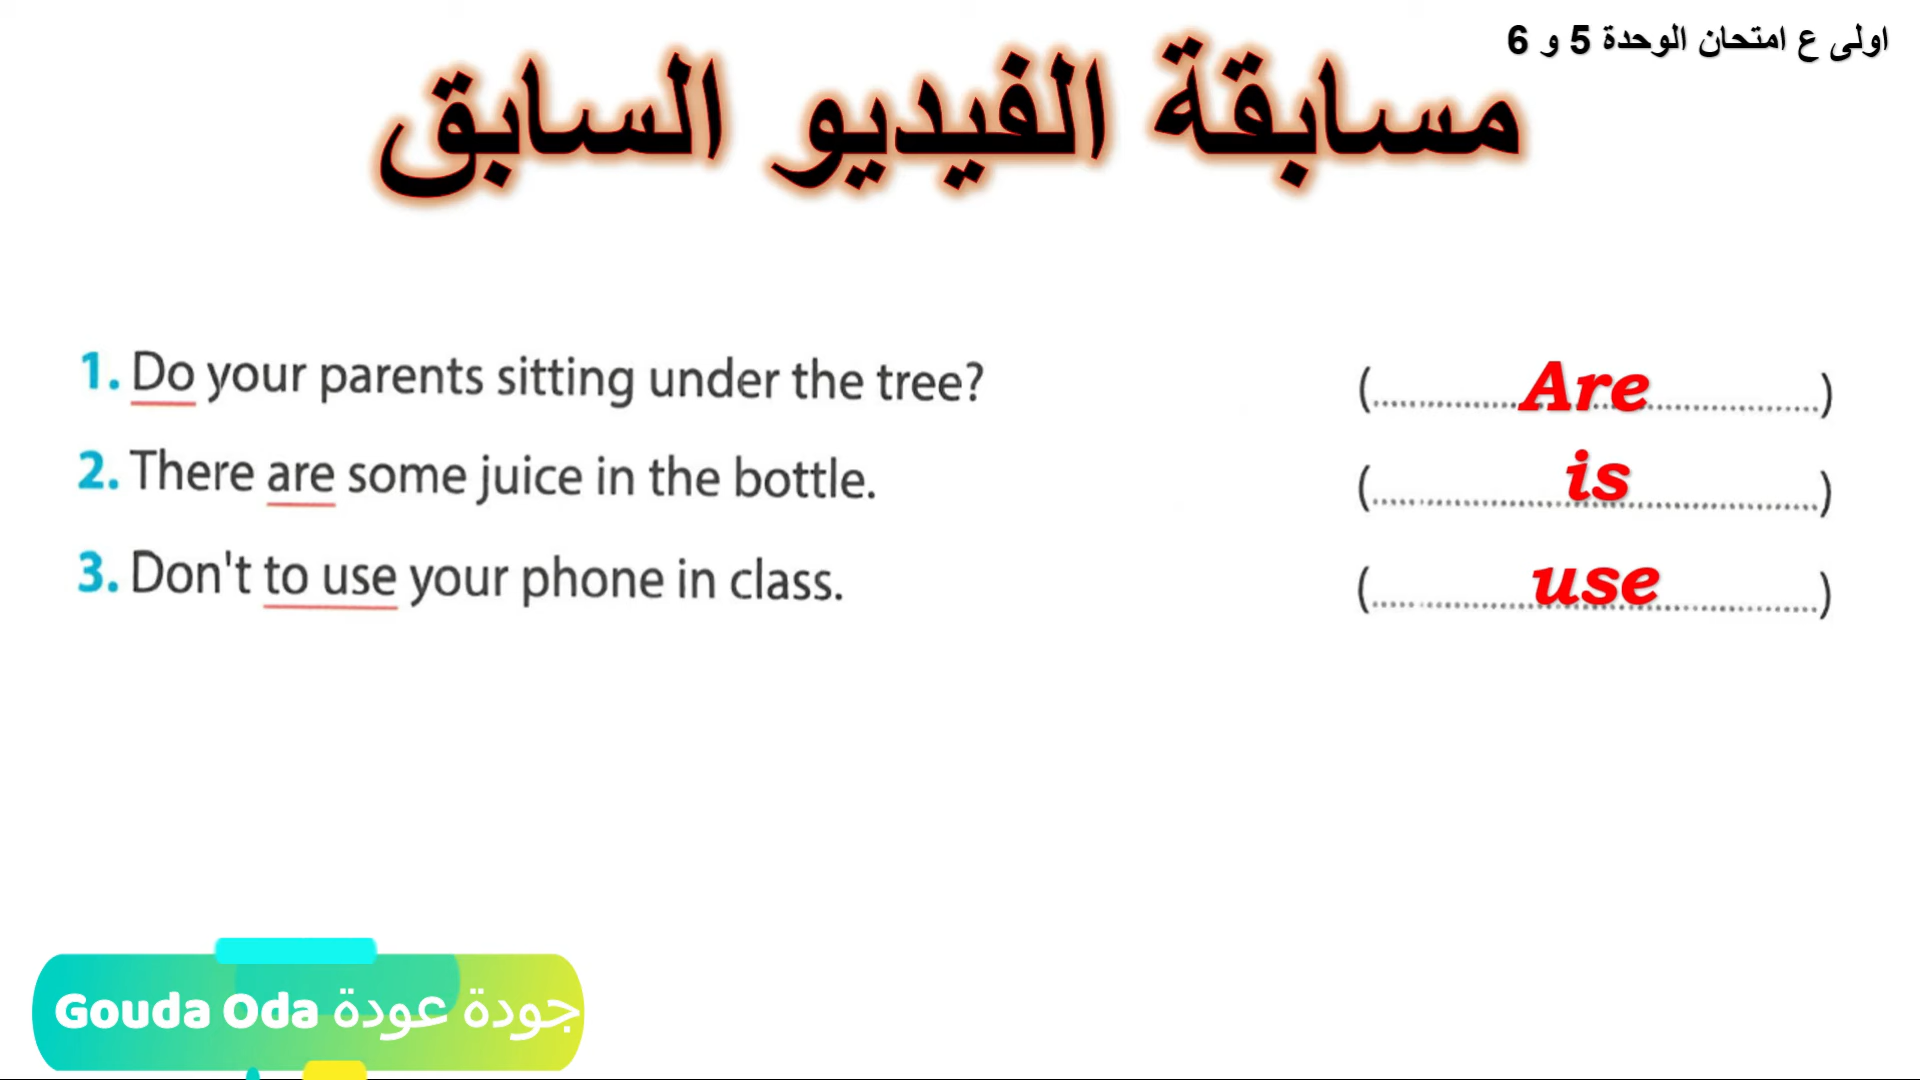 اولى ع امتحان الوحدة 5 و 6
مسابقة الفيديو السابق
1. Do your parents sitting under the tree? (........Are........)
2. There are some juice in the bottle. (........is........)
3. Don't to use your phone in class. (........use........)
Gouda Oda جودة عودة